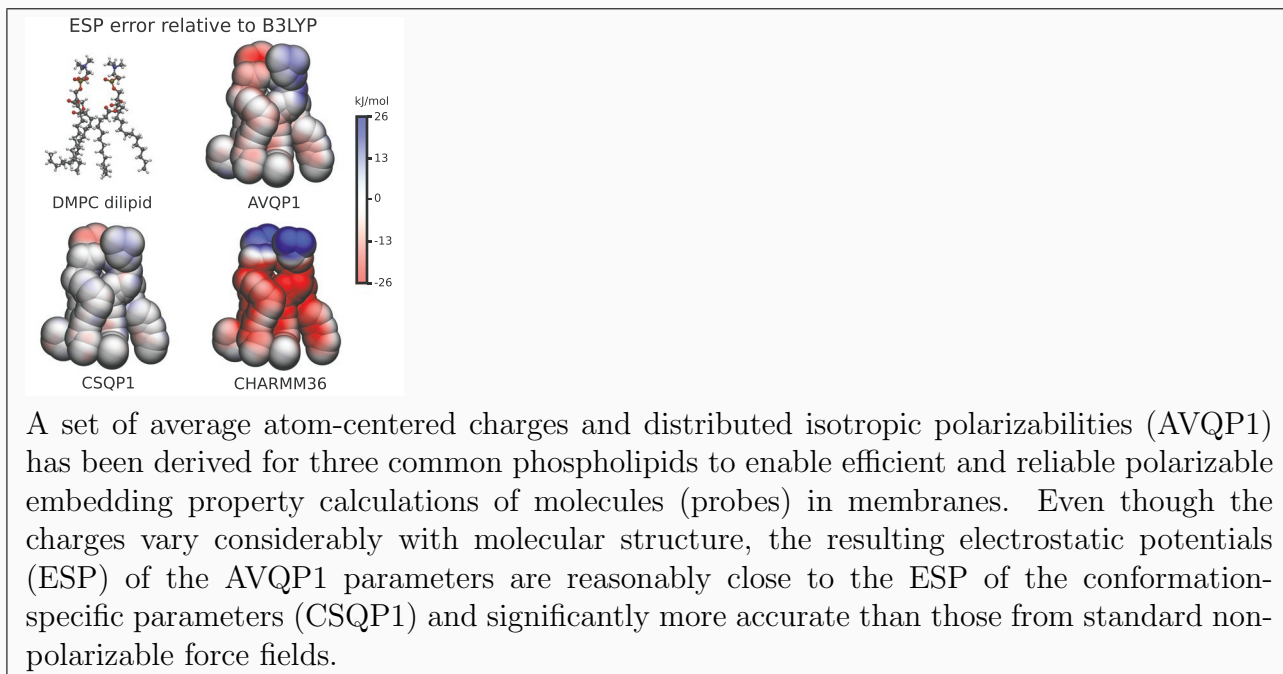 ESP error relative to B3LYP
kJ/mol
26
13
0
-13
-26
DMPC dilipid
AVQP1
CSQP1
CHARMM36
A set of average atom-centered charges and distributed isotropic polarizabilities (AVQP1)
has been derived for three common phospholipids to enable efficient and reliable polarizable
embedding property calculations of molecules (probes) in membranes. Even though the
charges vary considerably with molecular structure, the resulting electrostatic potentials
(ESP) of the AVQP1 parameters are reasonably close to the ESP of the conformation-
specific parameters (CSQP1) and significantly more accurate than those from standard non-
polarizable force fields.